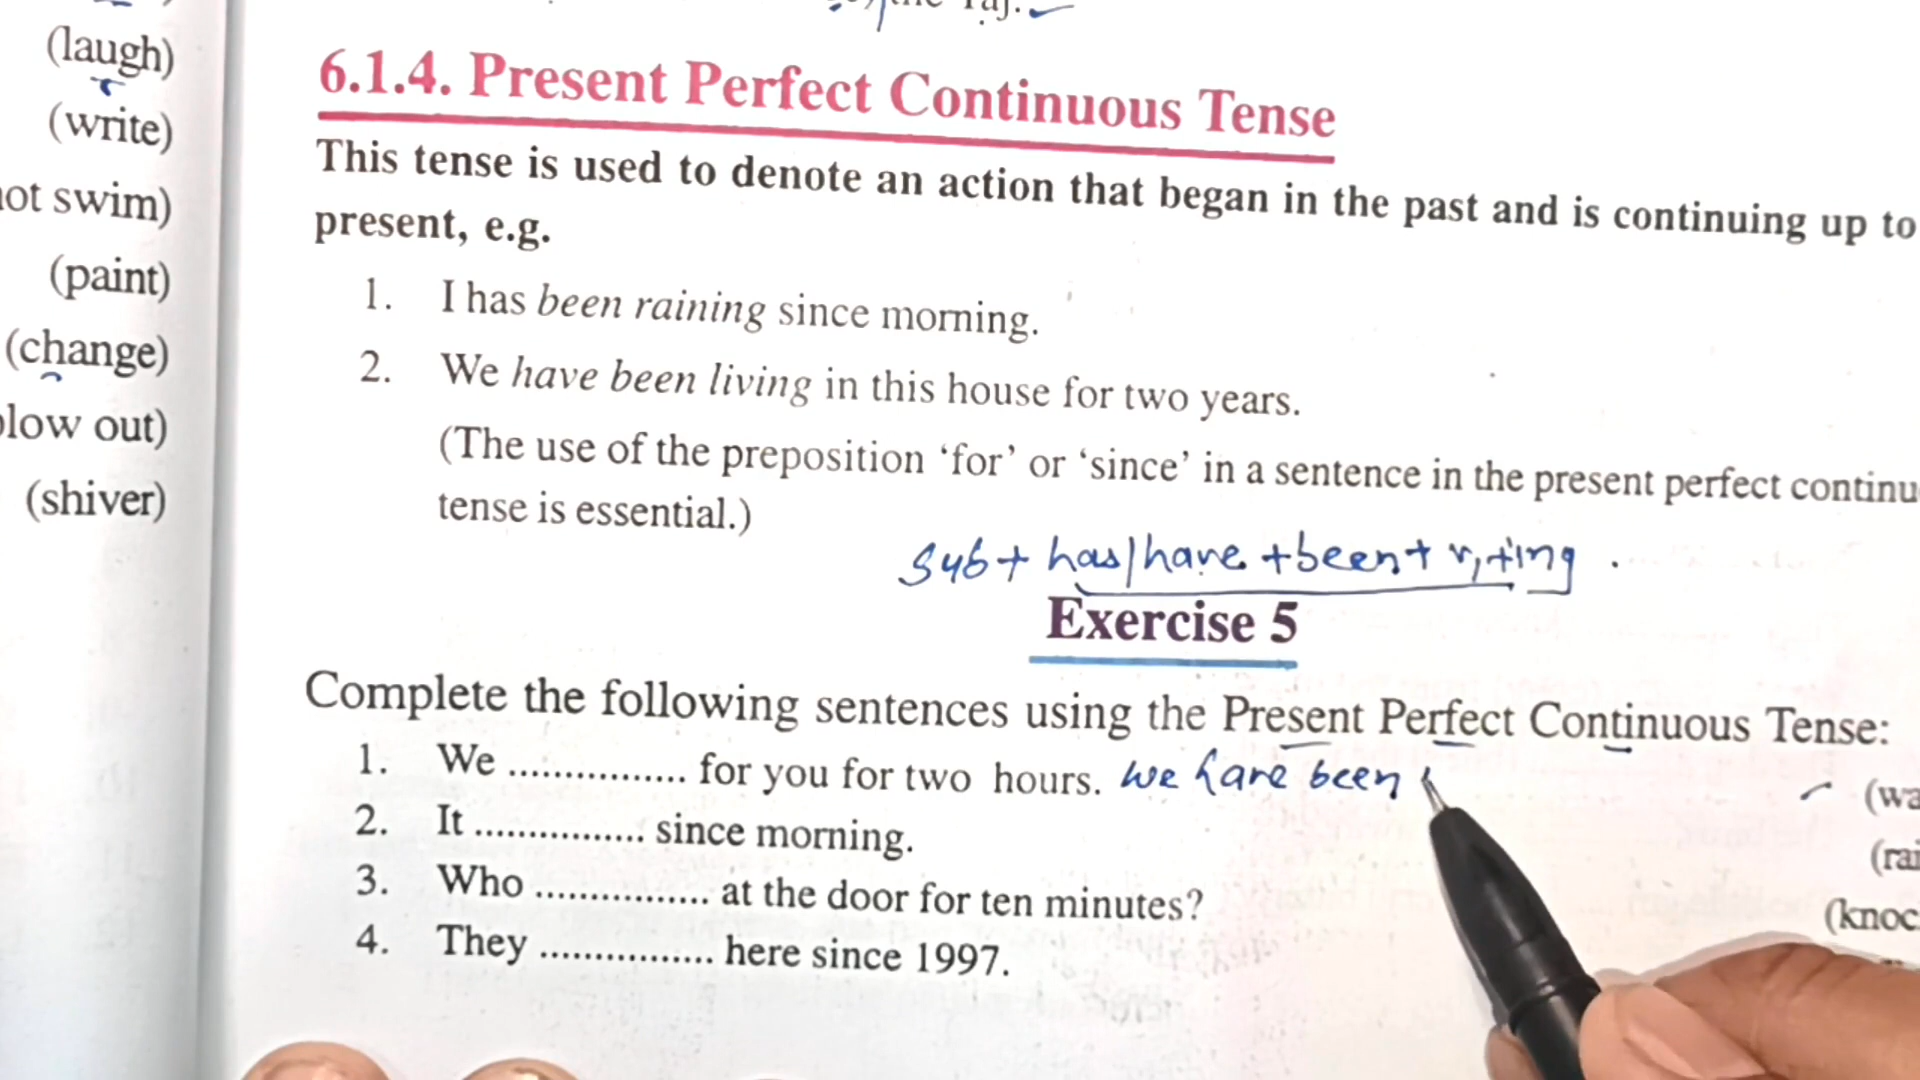 the raj.
(laugh)
(write)
not swim)
(paint)
(change)
blow out)
(shiver)
6.1.4. Present Perfect Continuous Tense
This tense is used to denote an action that began in the past and is continuing up to
present, e.g.
1. I has been raining since morning.
2. We have been living in this house for two years.
(The use of the preposition ‘for’ or ‘since’ in a sentence in the present perfect continu
tense is essential.)
Sub + has/have + been + v₁ + ing .
Exercise 5
Complete the following sentences using the Present Perfect Continuous Tense:
1. We ................ for you for two hours. We have been (wa
2. It ................ since morning. (rai
3. Who ................ at the door for ten minutes? (knoc
4. They ................ here since 1997.